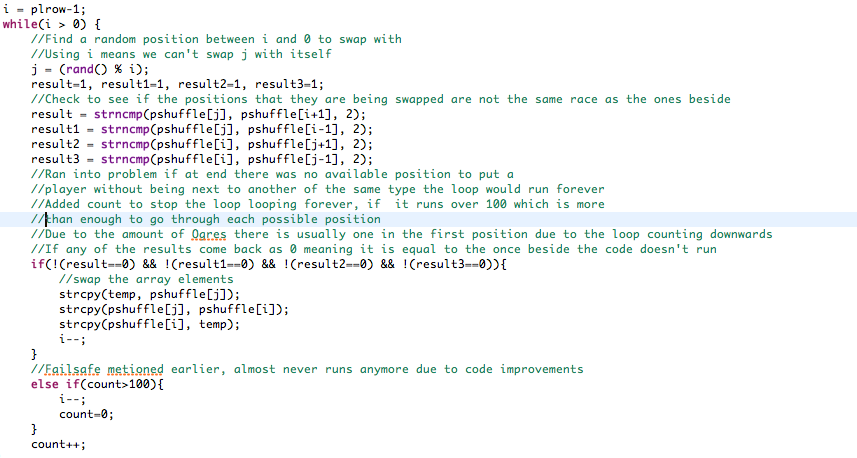 i = plrow-1;
while(i > 0) {
//Find a random position between i and 0 to swap with
//Using i means we can't swap j with itself
j = (rand() % i);
result=1, result1=1, result2=1, result3=1;
//Check to see if the positions that they are being swapped are not the same race as the ones beside
result = strncmp(pshuffle[j], pshuffle[i+1], 2);
result1 = strncmp(pshuffle[j], pshuffle[i-1], 2);
result2 = strncmp(pshuffle[i], pshuffle[j+1], 2);
result3 = strncmp(pshuffle[i], pshuffle[j-1], 2);
//Ran into problem if at end there was no available position to put a
//player without being next to another of the same type the loop would run forever
//Added count to stop the loop looping forever, if  it runs over 100 which is more
//than enough to go through each possible position
//Due to the amount of Ogres there is usually one in the first position due to the loop counting downwards
//If any of the results come back as 0 meaning it is equal to the once beside the code doesn't run
if(!(result==0) && !(result1==0) && !(result2==0) && !(result3==0)){
//swap the array elements
strcpy(temp, pshuffle[j]);
strcpy(pshuffle[j], pshuffle[i]);
strcpy(pshuffle[i], temp);
i--;
}
//Failsafe metioned earlier, almost never runs anymore due to code improvements
else if(count>100){
i--;
count=0;
}
count++;